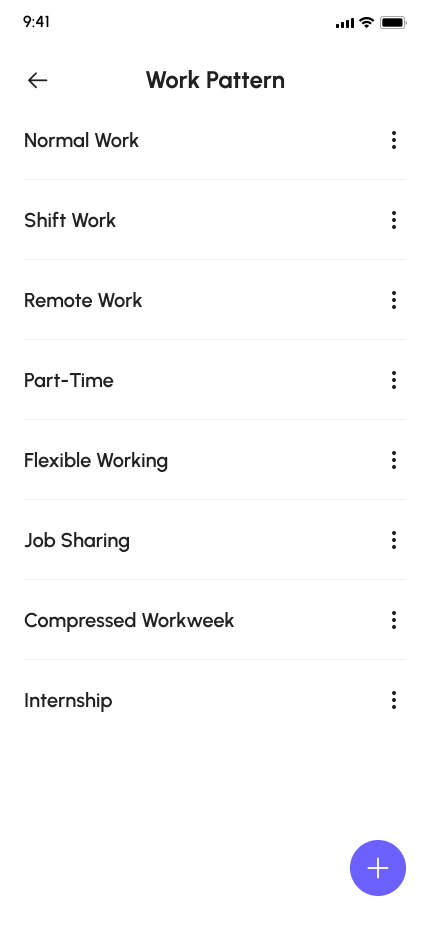 9:41
Work Pattern
Normal Work
Shift Work
Remote Work
Part-Time
Flexible Working
Job Sharing
Compressed Workweek
Internship